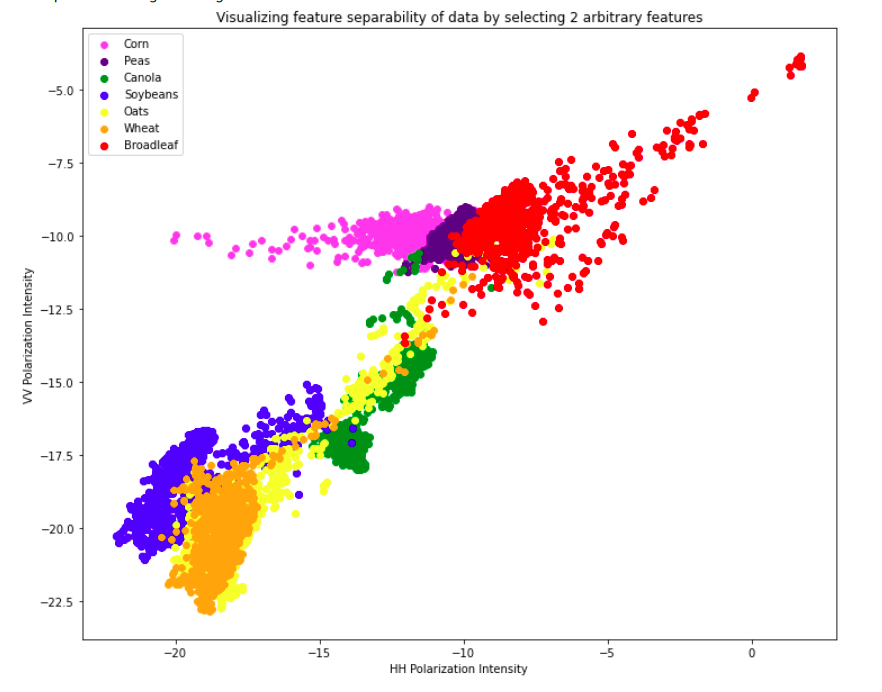 Visualizing feature separability of data by selecting 2 arbitrary features
Corn
Peas
Canola
Soybeans
Oats
Wheat
Broadleaf
−5.0
−7.5
−10.0
−12.5
−15.0
−17.5
−20.0
−22.5
VV Polarization Intensity
−20
−15
−10
−5
0
HH Polarization Intensity